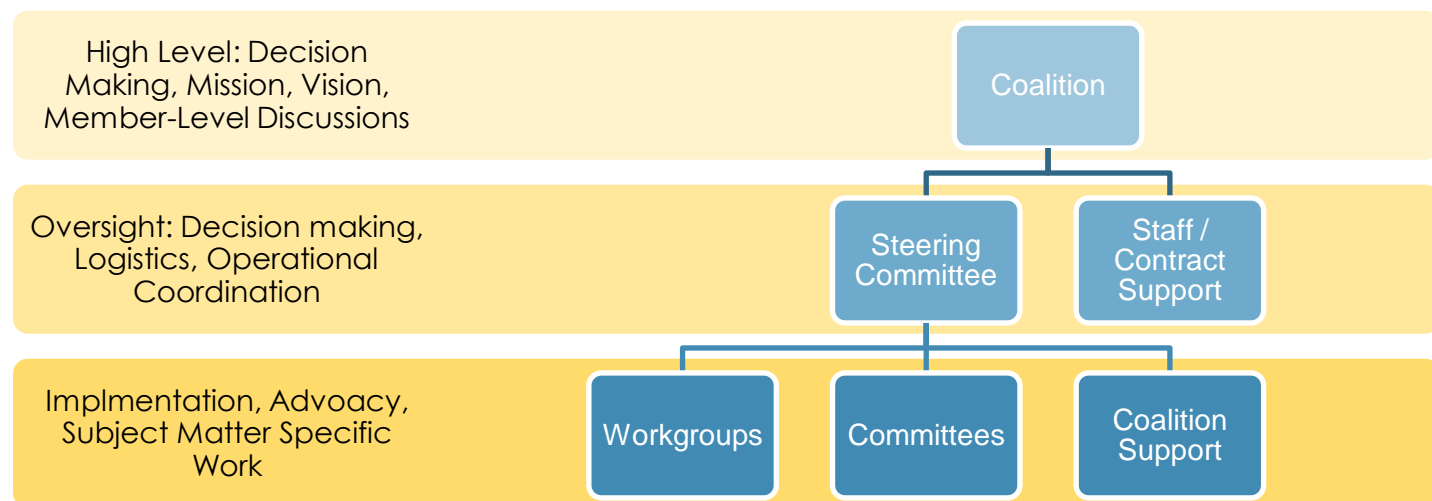 High Level: Decision
Making, Mission, Vision,
Member-Level Discussions
Coalition
Oversight: Decision making,
Logistics, Operational
Coordination
Steering
Committee
Staff /
Contract
Support
Implmentation, Advoacy,
Subject Matter Specific
Work
Workgroups
Committees
Coalition
Support